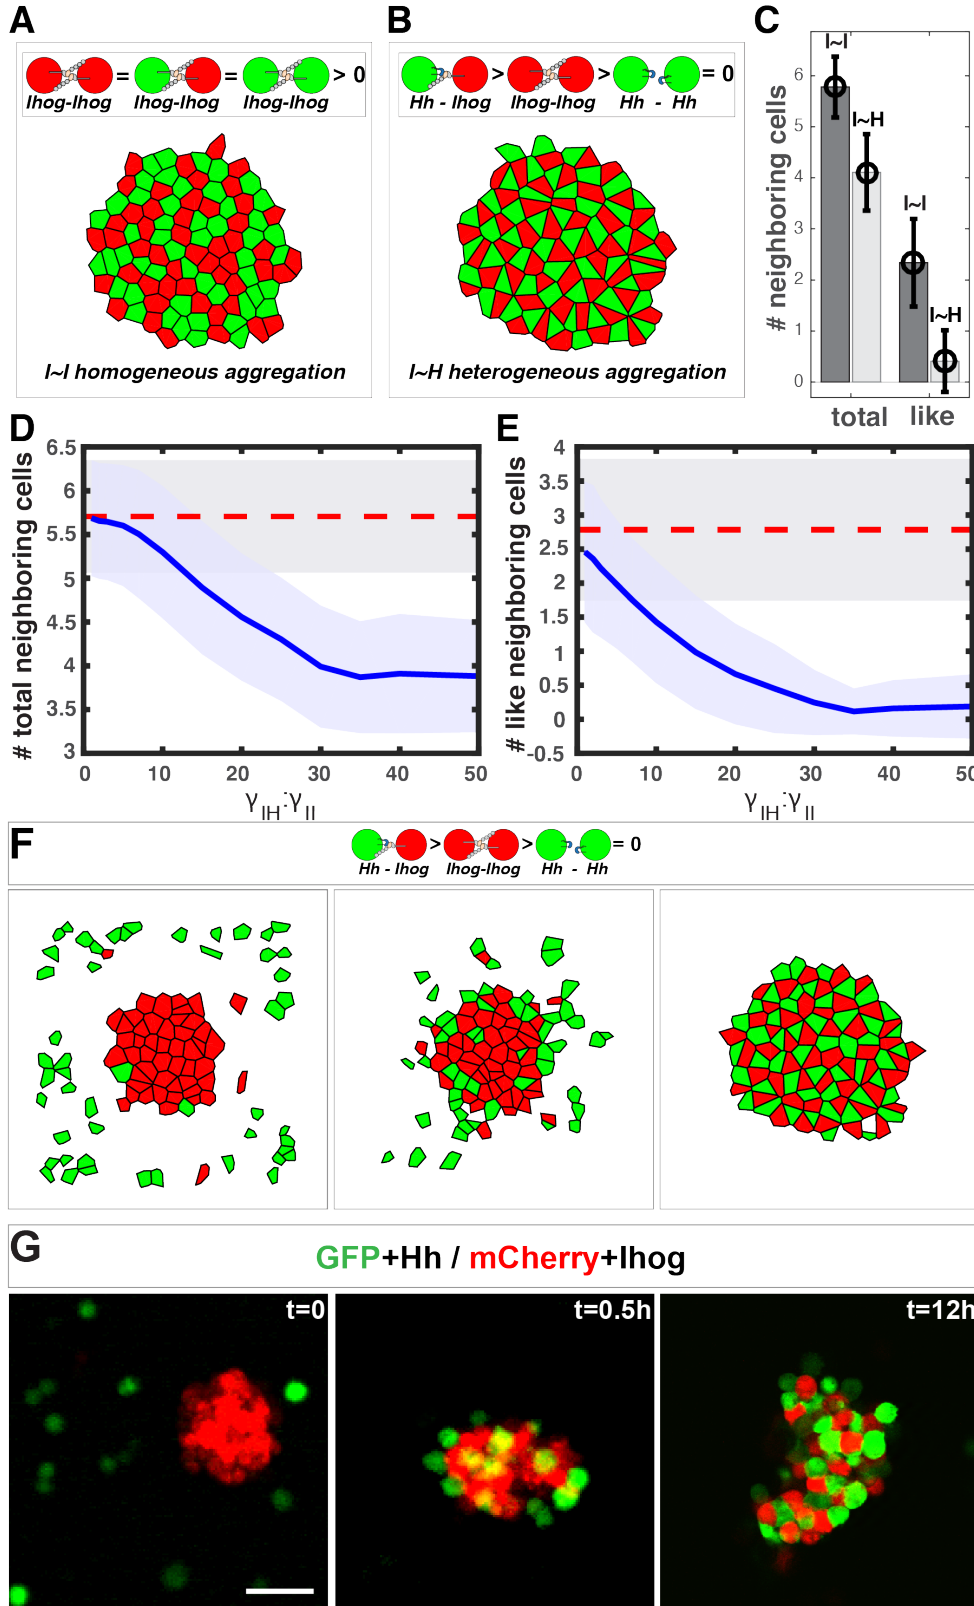 A
B
C
= = > 0
Ihog-Ihog Ihog-Ihog Ihog-Ihog
> > = 0
Hh - Ihog Ihog-Ihog Hh - Hh
I~I homogeneous aggregation
I~H heterogeneous aggregation
# neighboring cells
6
5
4
3
2
1
0
I~I
I~H
I~I
I~H
total like
D
# total neighboring cells
6.5
6
5.5
5
4.5
4
3.5
3
0 10 20 30 40 50
γIH:γII
E
# like neighboring cells
4
3.5
3
2.5
2
1.5
1
0.5
0
-0.5
0 10 20 30 40 50
γIH:γII
F
> > = 0
Hh - Ihog Ihog-Ihog Hh - Hh
G
GFP+Hh / mCherry+Ihog
t=0
t=0.5h
t=12h